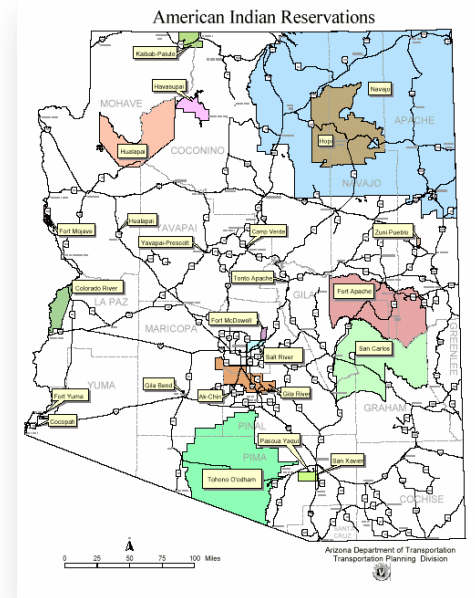 American Indian Reservations
Kaibab-Paiute
Havasupai
Navajo
MOHAVE
APACHE
Hopi
Hualapai
COCONINO
NAVAJO
Hualapai
Fort Mojave
YAVAPAI
Camp Verde
Zuni Pueblo
Yavapai-Prescott
Tonto Apache
Colorado River
GILA
Fort Apache
LA PAZ
Fort McDowell
MARICOPA
GREENLEE
San Carlos
Salt River
YUMA
Gila Bend
Fort Yuma
Ak-Chin
Gila River
GRAHAM
Cocopah
PINAL
Pascua Yaqui
PIMA
San Xavier
Tohono O'odham
COCHISE
SANTA
CRUZ
0 25 50 75 100 Miles
Arizona Department of Transportation
Transportation Planning Division